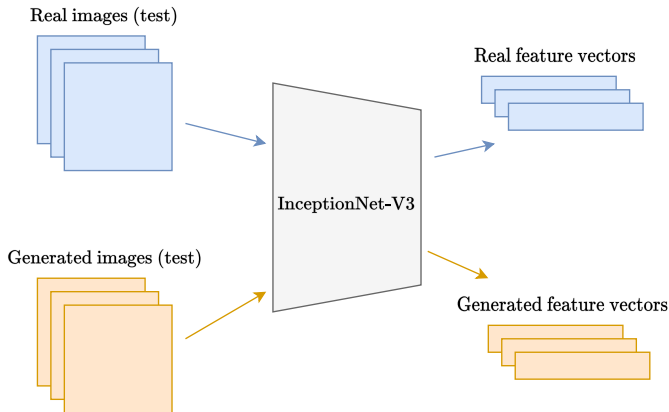 Real images (test)
Real feature vectors
InceptionNet-V3
Generated images (test)
Generated feature vectors